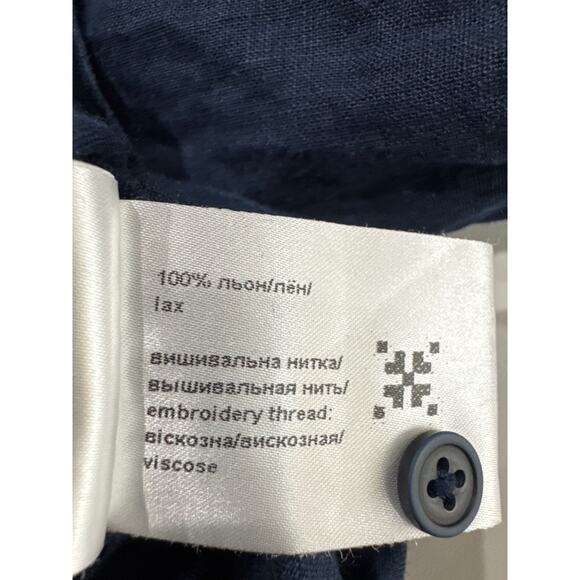 100% льон/лён/
lax
вишивальна нитка/
вышивальная нить/
embroidery thread:
віскозна/вискозная/
viscose